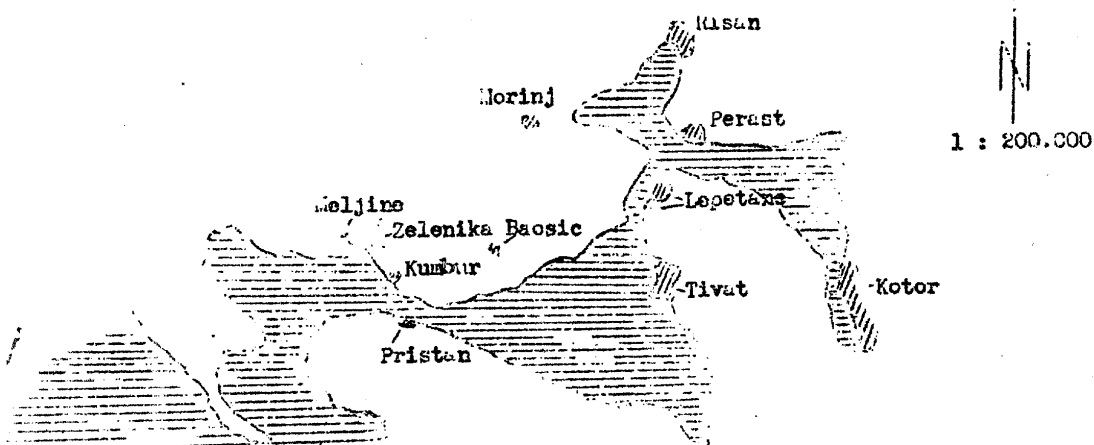 Risan
Morinj
Perast
1 : 200.000
Lepetane
Meljine
Zelenika Baosic
Kumbur
Tivat
Kotor
Pristan